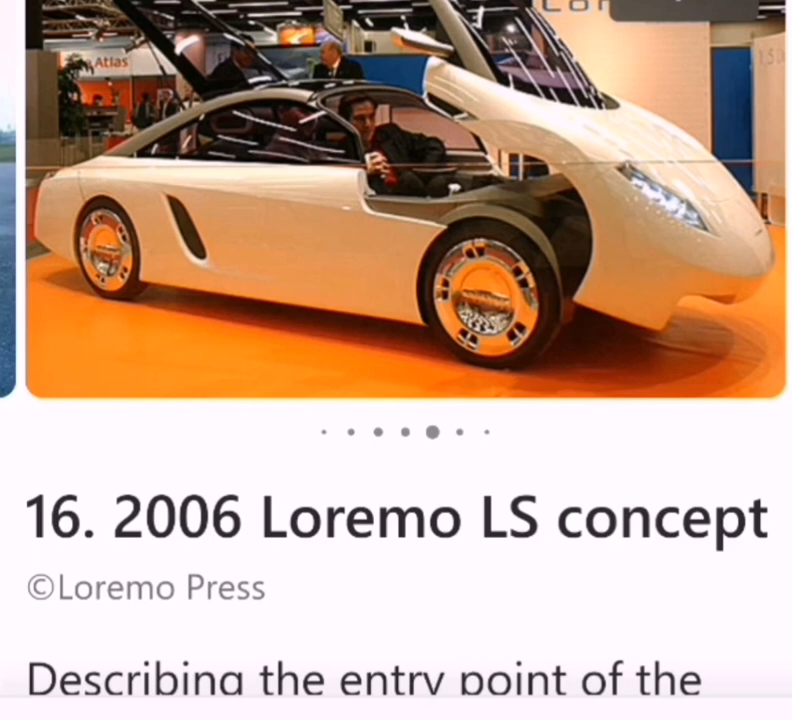 Atlas
16. 2006 Loremo LS concept
©Loremo Press
Describing the entry point of the